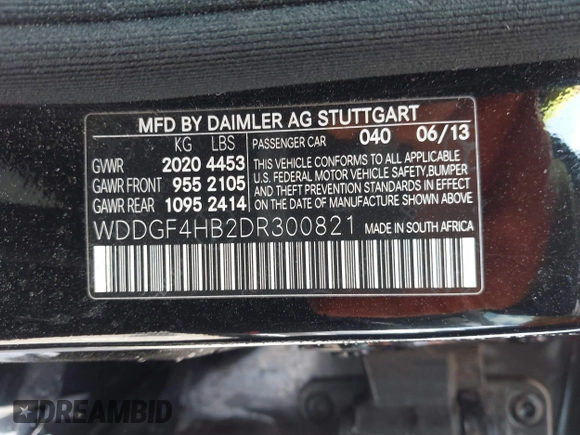 MFD BY DAIMLER AG STUTTGART
KG LBS PASSENGER CAR 040 06/13
GVWR 2020 4453 THIS VEHICLE CONFORMS TO ALL APPLICABLE
GAWR FRONT 955 2105 U.S. FEDERAL MOTOR VEHICLE SAFETY, BUMPER
GAWR REAR 1095 2414 AND THEFT PREVENTION STANDARDS IN EFFECT
ON THE DATE OF MANUFACTURE SHOWN ABOVE
WDDGF4HB2DR300821 MADE IN SOUTH AFRICA
DREAMBID